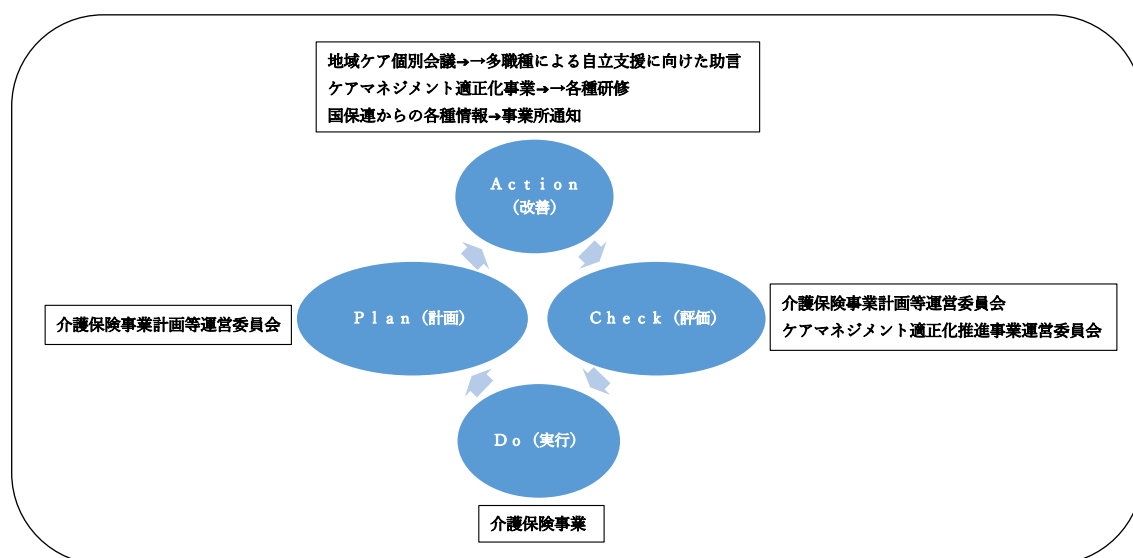 地域ケア個別会議→→多職種による自立支援に向けた助言
ケアマネジメント適正化事業→→各種研修
国保連からの各種情報→事業所通知
Ａｃｔｉｏｎ
（改善）
介護保険事業計画等運営委員会
Ｐｌａｎ（計画）
Ｃｈｅｃｋ（評価）
介護保険事業計画等運営委員会
ケアマネジメント適正化推進事業運営委員会
Ｄｏ（実行）
介護保険事業